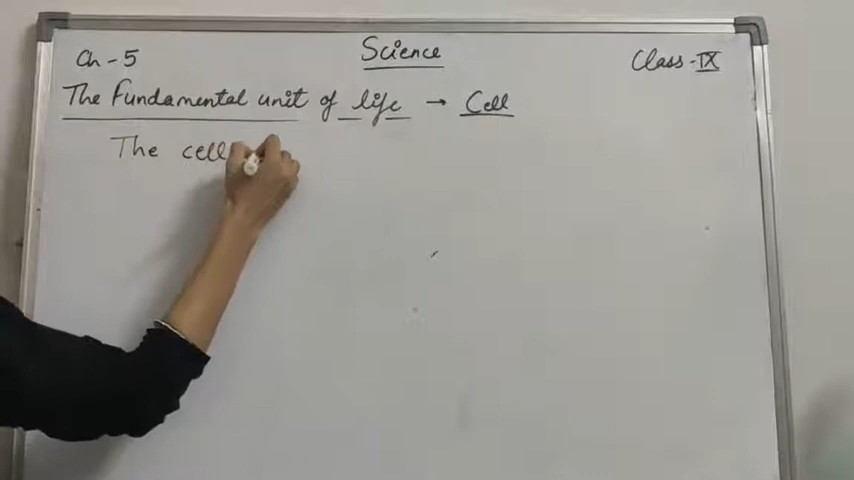 Ch - 5 Science Class - IX
The Fundamental unit of life → Cell
The cell